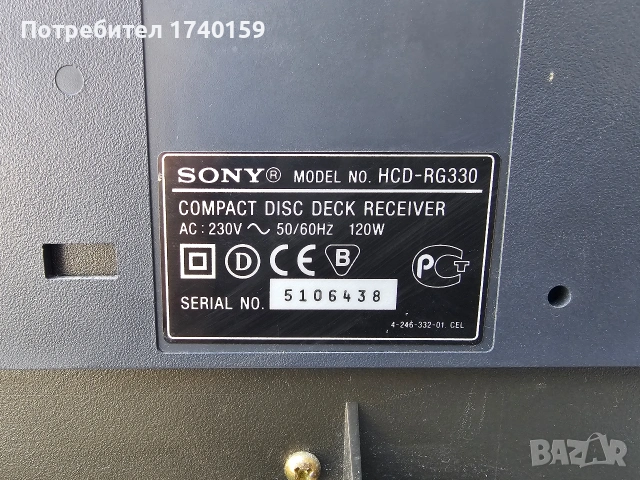 Потребител 1740159
SONY® MODEL NO. HCD-RG330
COMPACT DISC DECK RECEIVER
AC: 230V ~ 50/60Hz 120W
D CE B PCT
SERIAL NO. 5106438
4-246-332-01 CEL
BAZAR